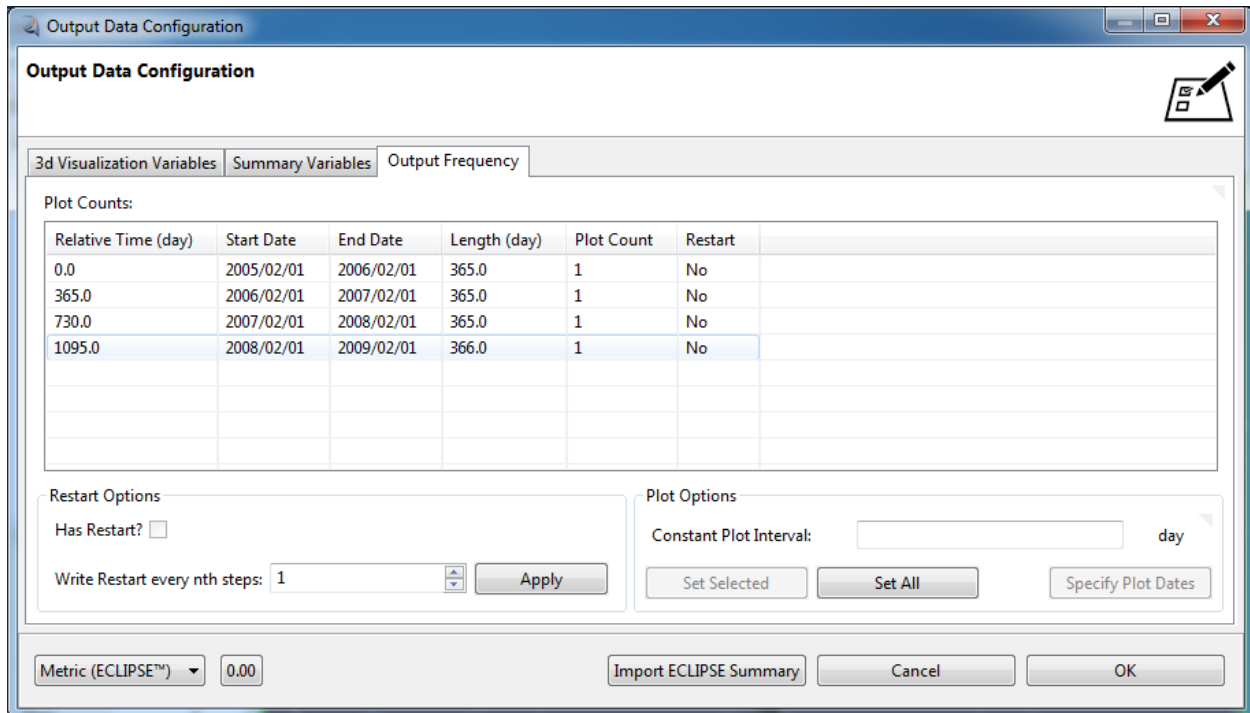 Output Data Configuration
Output Data Configuration
3d Visualization Variables Summary Variables Output Frequency
Plot Counts:
Relative Time (day) Start Date End Date Length (day) Plot Count Restart
0.0 2005/02/01 2006/02/01 365.0 1 No
365.0 2006/02/01 2007/02/01 365.0 1 No
730.0 2007/02/01 2008/02/01 365.0 1 No
1095.0 2008/02/01 2009/02/01 366.0 1 No
Restart Options
Has Restart?
Write Restart every nth steps: 1 Apply
Plot Options
Constant Plot Interval: day
Set Selected Set All Specify Plot Dates
Metric (ECLIPSE™) 0.00 Import ECLIPSE Summary Cancel OK